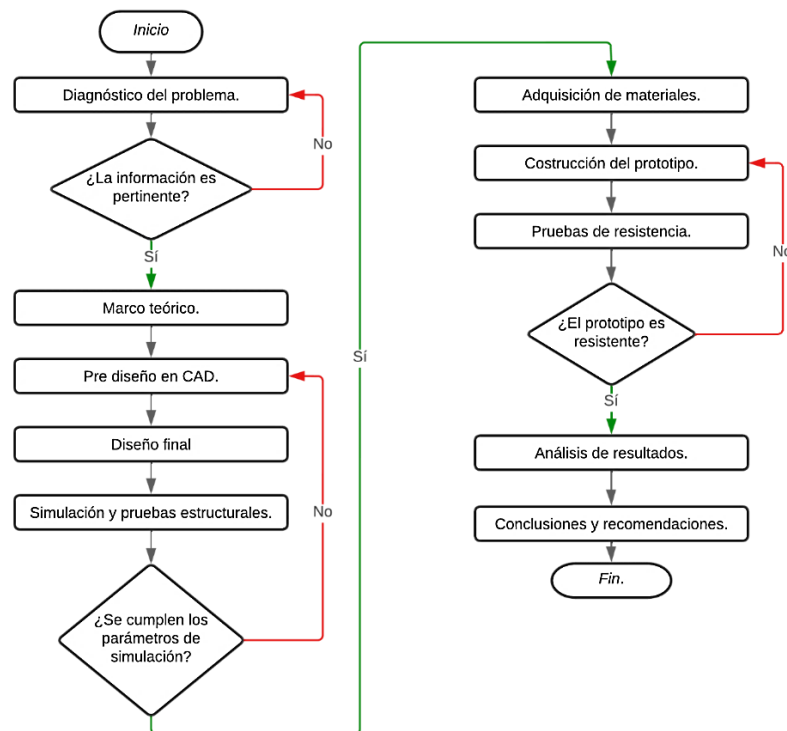 Inicio
Diagnóstico del problema.
No
¿La información es
pertinente?
Sí
Marco teórico.
Pre diseño en CAD.
Diseño final
Simulación y pruebas estructurales.
No
¿Se cumplen los
parámetros de
simulación?
Sí
Adquisición de materiales.
Costrucción del prototipo.
Pruebas de resistencia.
No
¿El prototipo es
resistente?
Sí
Análisis de resultados.
Conclusiones y recomendaciones.
Fin.